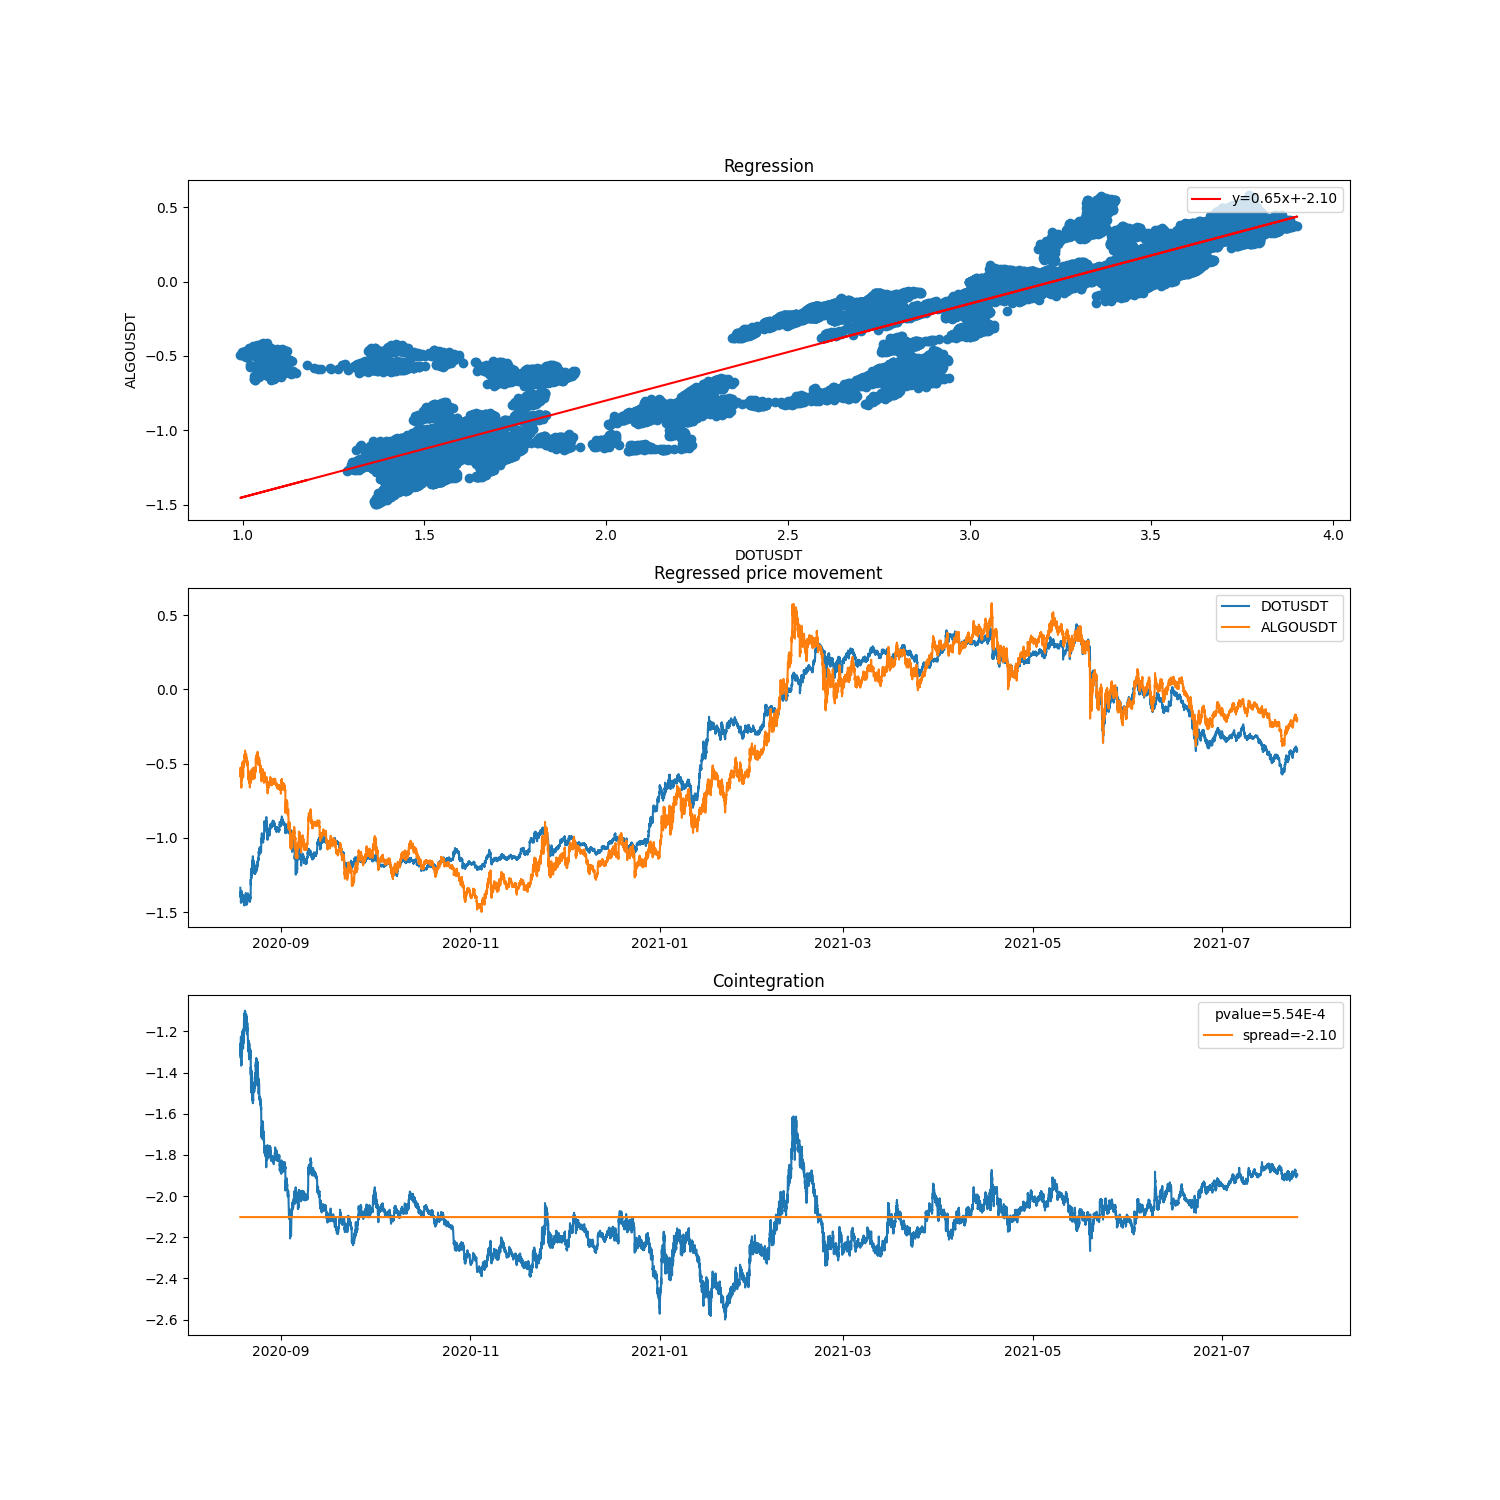 Regression
y=0.65x+-2.10
0.5
0.0
−0.5
−1.0
−1.5
ALGOUSDT
1.0 1.5 2.0 2.5 3.0 3.5 4.0
DOTUSDT
Regressed price movement
DOTUSDT
ALGOUSDT
0.5
0.0
−0.5
−1.0
−1.5
2020-09 2020-11 2021-01 2021-03 2021-05 2021-07
Cointegration
pvalue=5.54E-4
spread=-2.10
−1.2
−1.4
−1.6
−1.8
−2.0
−2.2
−2.4
−2.6
2020-09 2020-11 2021-01 2021-03 2021-05 2021-07